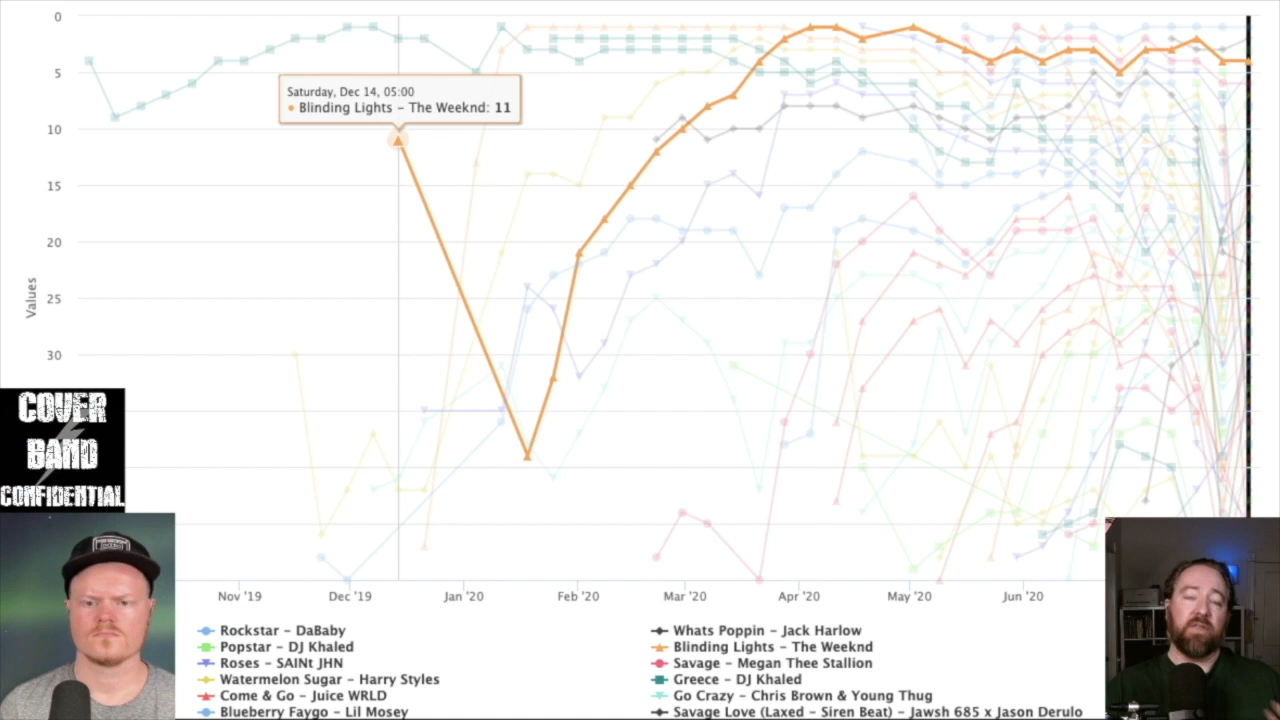 0
5
10
15
20
25
30
Values
Saturday, Dec 14, 05:00
Blinding Lights – The Weeknd: 11
COVER
BAND
CONFIDENTIAL
Nov '19
Dec '19
Jan '20
Feb '20
Mar '20
Apr '20
May '20
Jun '20
Rockstar – DaBaby
Popstar – DJ Khaled
Roses – SAINt JHN
Watermelon Sugar – Harry Styles
Come & Go – Juice WRLD
Blueberry Faygo – Lil Mosey
Whats Poppin – Jack Harlow
Blinding Lights – The Weeknd
Savage – Megan Thee Stallion
Greece – DJ Khaled
Go Crazy – Chris Brown & Young Thug
Savage Love (Laxed – Siren Beat) – Jawsh 685 x Jason Derulo